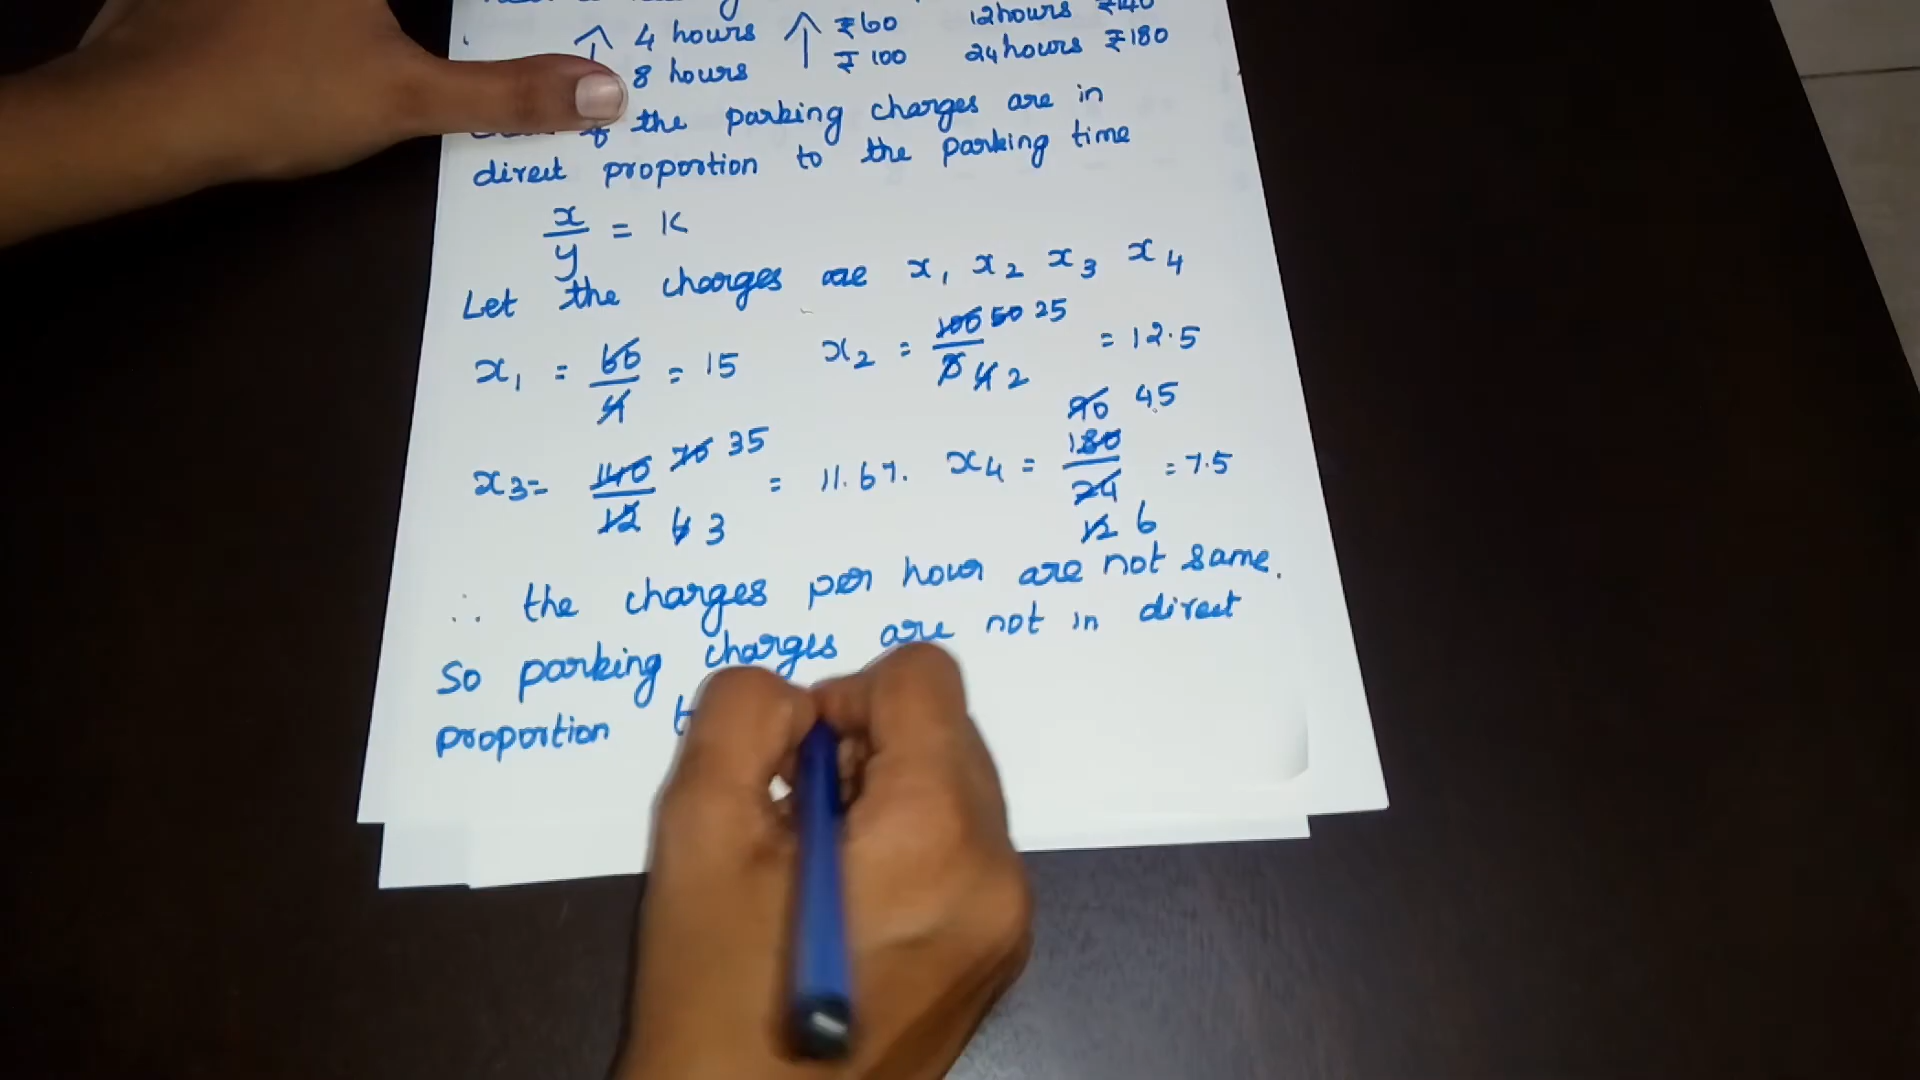 4 hours ₹60 12hours ₹140
8 hours ₹100 24hours ₹180
if the parking charges are in
direct proportion to the parking time
x/y = K
Let the charges are x₁ x₂ x₃ x₄
x₁ = 60/4 = 15 x₂ = 100 50 25/8 4 2 = 12.5
x₃ = 140 70 35/12 6 3 = 11.67. x₄ = 180 90 45/24 12 6 = 7.5
∴ the charges per hour are not same.
So parking charges are not in direct
proportion